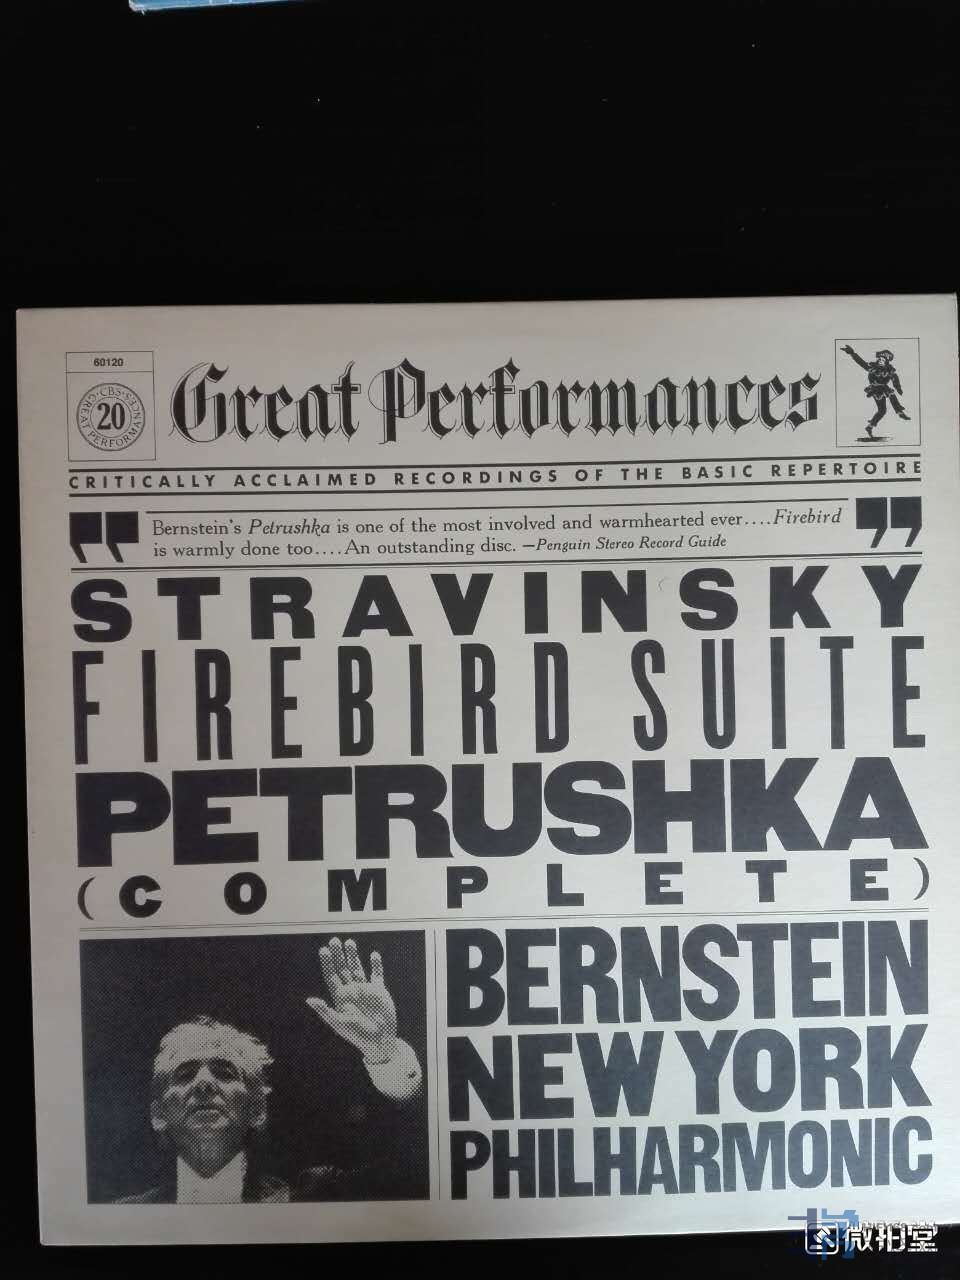 60120
CBS
GREAT PERFORMANCES
20
Great Performances
CRITICALLY ACCLAIMED RECORDINGS OF THE BASIC REPERTOIRE
" Bernstein's Petrushka is one of the most involved and warmhearted ever....Firebird "
is warmly done too....An outstanding disc. —Penguin Stereo Record Guide
STRAVINSKY
FIREBIRD SUITE
PETRUSHKA
(COMPLETE)
BERNSTEIN
NEW YORK
PHILHARMONIC
微拍堂